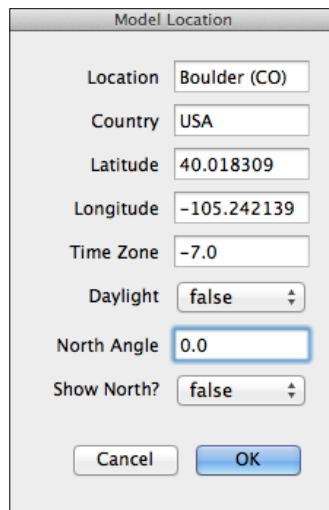 Model Location
Location Boulder (CO)
Country USA
Latitude 40.018309
Longitude -105.242139
Time Zone -7.0
Daylight false
North Angle 0.0
Show North? false
Cancel OK